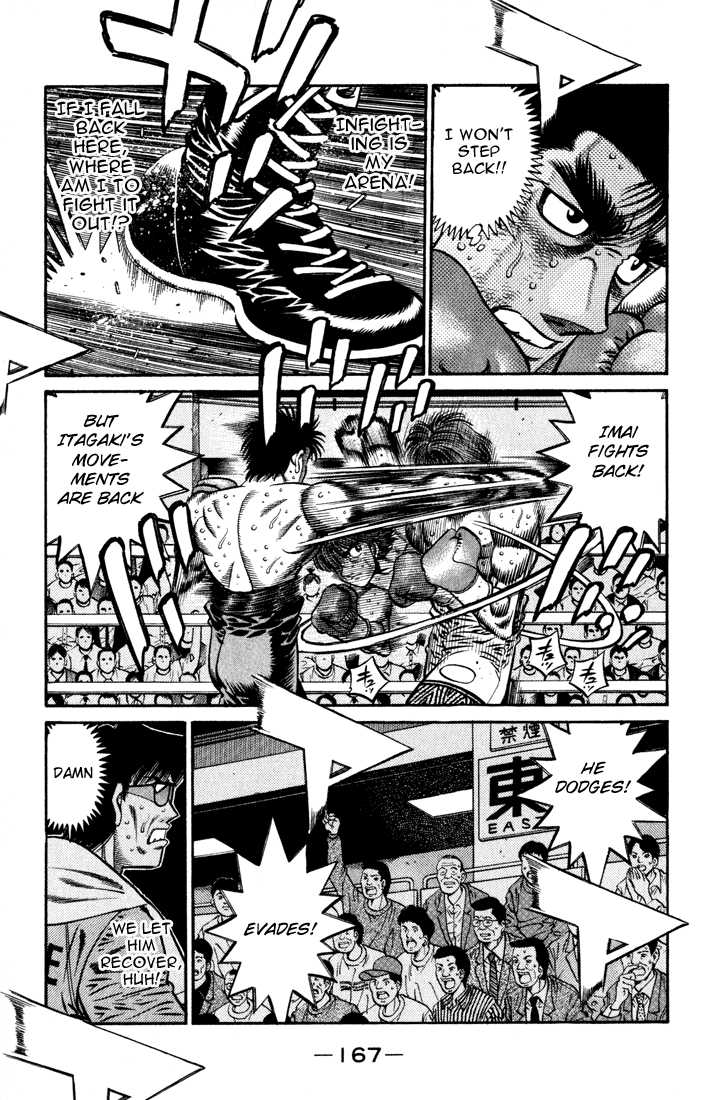 I WON'T
STEP
BACK!!
INFIGHT-
ING IS
MY
ARENA!
IF I FALL
BACK
HERE,
WHERE
AM I TO
FIGHT IT
OUT!?
IMAI
FIGHTS
BACK!
BUT
ITAGAKI'S
MOVE-
MENTS
ARE BACK
禁煙
東
EAS
HE
DODGES!
EVADES!
DAMN
WE LET
HIM
RECOVER,
HUH!
—167—